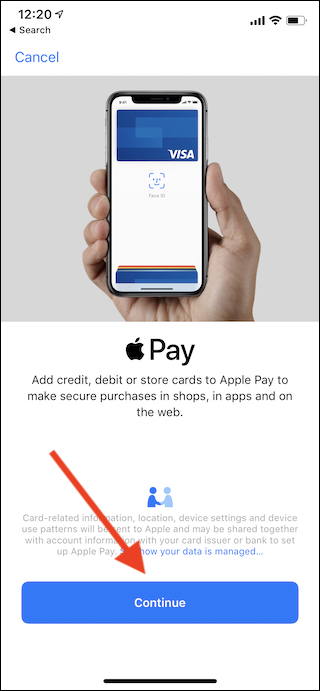 12:20
Search
Cancel
VISA
Face ID
Pay
Add credit, debit or store cards to Apple Pay to
make secure purchases in shops, in apps and on
the web.
Card-related information, location, device settings and device
use patterns will be sent to Apple and may be shared together
with account information with your card issuer or bank to set
up Apple Pay. how your data is managed...
Continue